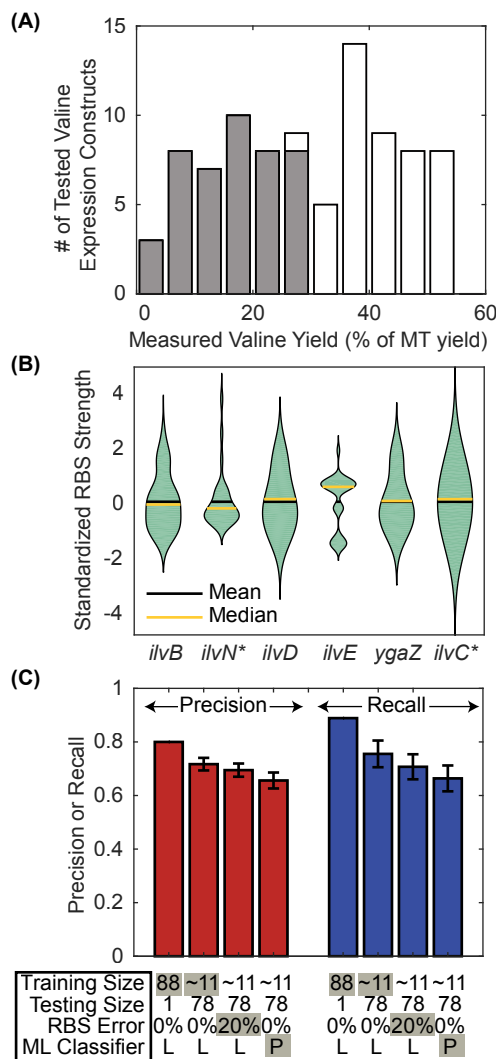 (A)
15
10
5
0
# of Tested Valine
Expression Constructs
0 20 40 60
Measured Valine Yield (% of MT yield)
(B)
4
2
0
-2
-4
Standardized RBS Strength
Mean
Median
ilvB ilvN* ilvD ilvE ygaZ ilvC*
(C)
1
0.8
0.6
0.4
0.2
0
Precision or Recall
Precision Recall
Training Size 88 ~11 ~11 ~11 88 ~11 ~11 ~11
Testing Size 1 78 78 78 1 78 78 78
RBS Error 0% 0% 20% 0% 0% 0% 20% 0%
ML Classifier L L L P L L L P